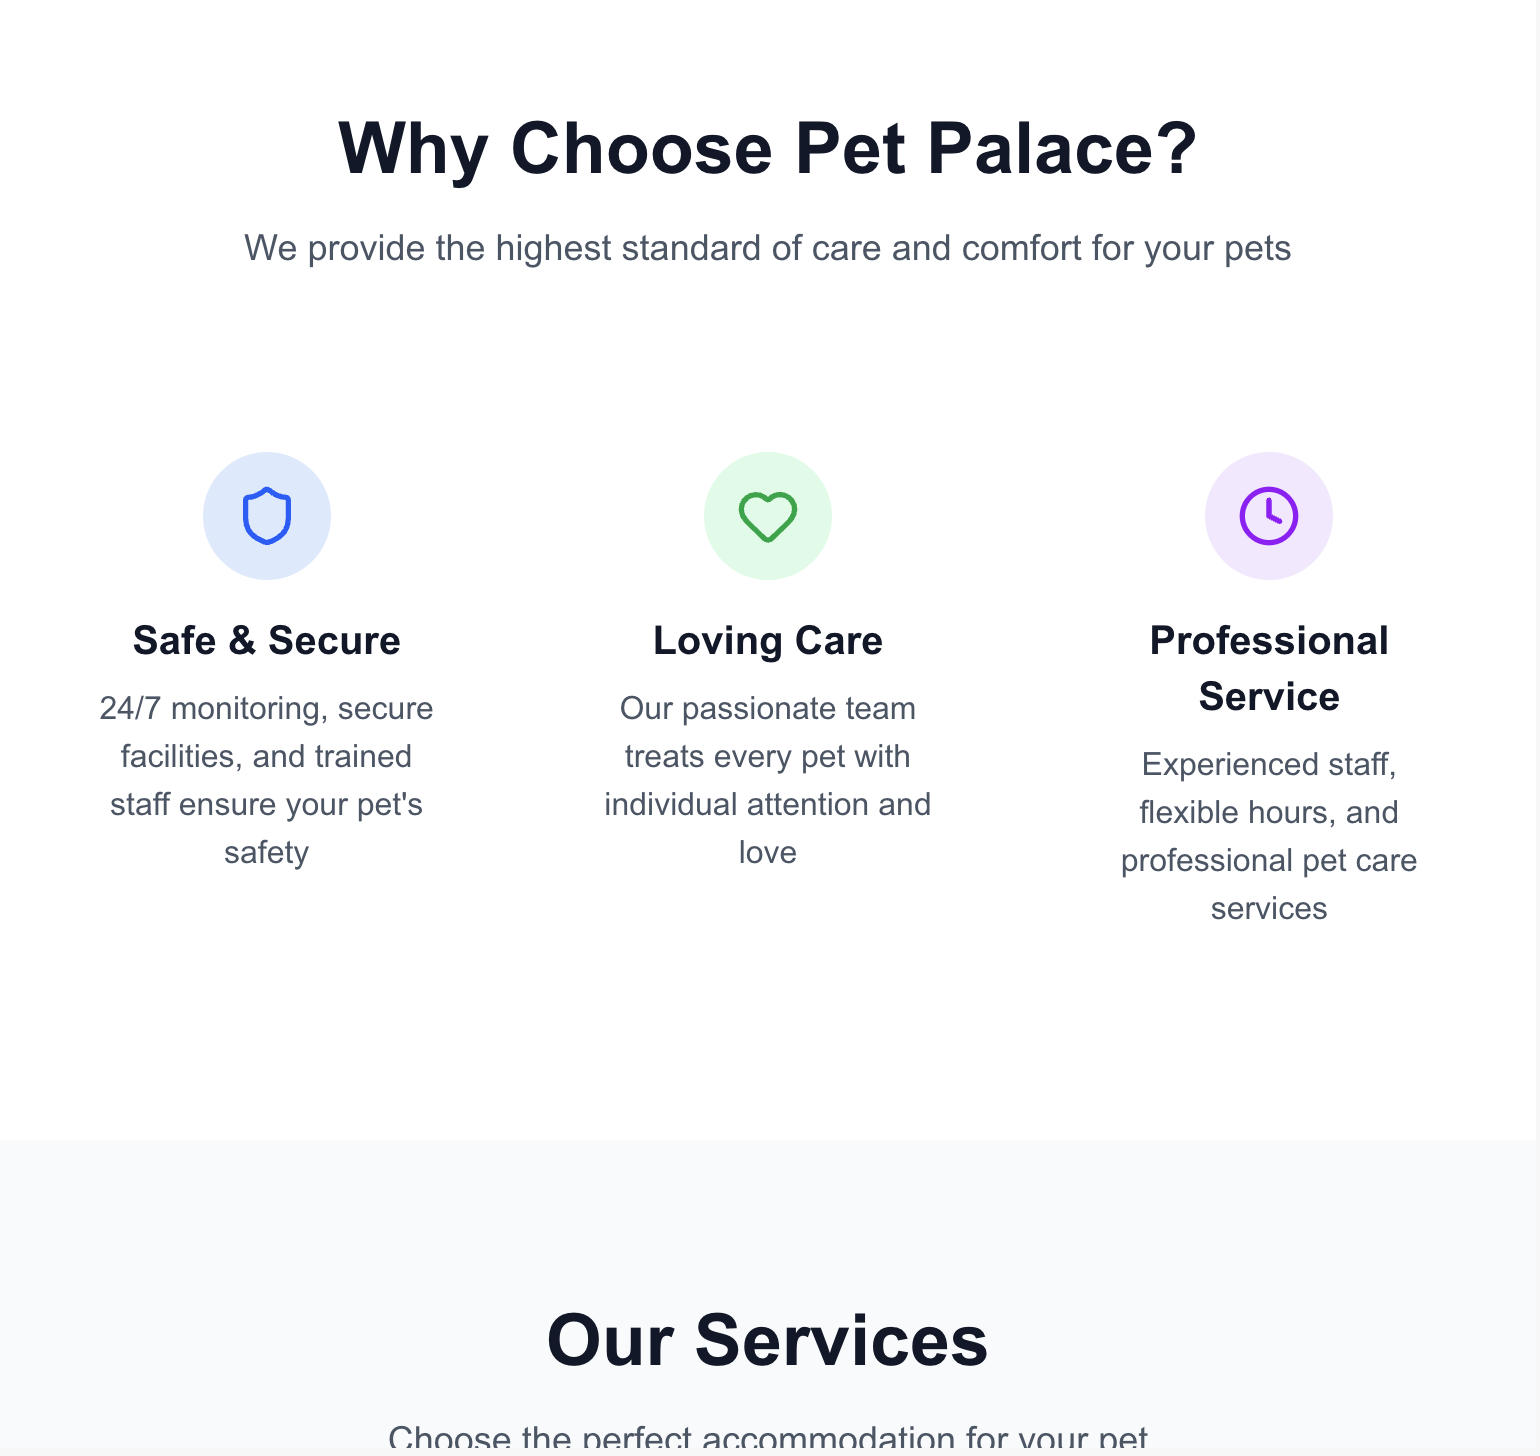 Why Choose Pet Palace?
We provide the highest standard of care and comfort for your pets
Safe & Secure
24/7 monitoring, secure
facilities, and trained
staff ensure your pet's
safety
Loving Care
Our passionate team
treats every pet with
individual attention and
love
Professional
Service
Experienced staff,
flexible hours, and
professional pet care
services
Our Services
Choose the perfect accommodation for your pet